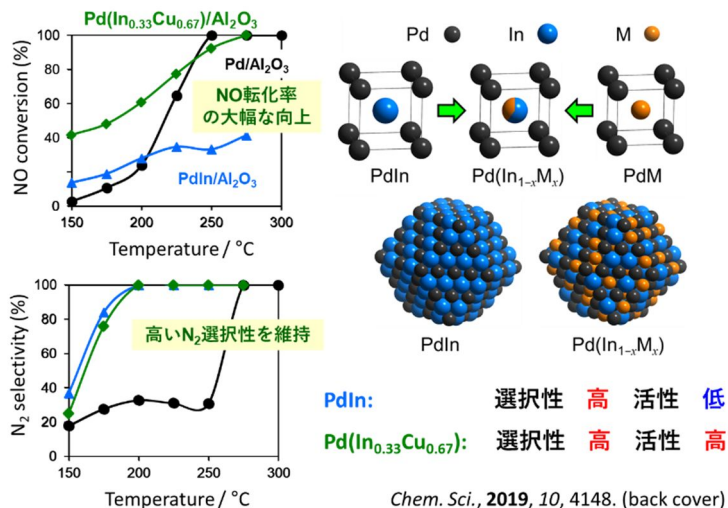 Pd(In0.33Cu0.67)/Al2O3
NO conversion (%)
100
80
60
40
20
0
Pd/Al2O3
NO転化率
の大幅な向上
PdIn/Al2O3
150
200
250
300
Temperature / °C
N2 selectivity (%)
100
80
60
40
20
0
高いN2選択性を維持
150
200
250
300
Temperature / °C
Pd
In
M
PdIn
Pd(In1−xMx)
PdM
PdIn
Pd(In1−xMx)
PdIn: 選択性 高 活性 低
Pd(In0.33Cu0.67): 選択性 高 活性 高
Chem. Sci., 2019, 10, 4148. (back cover)